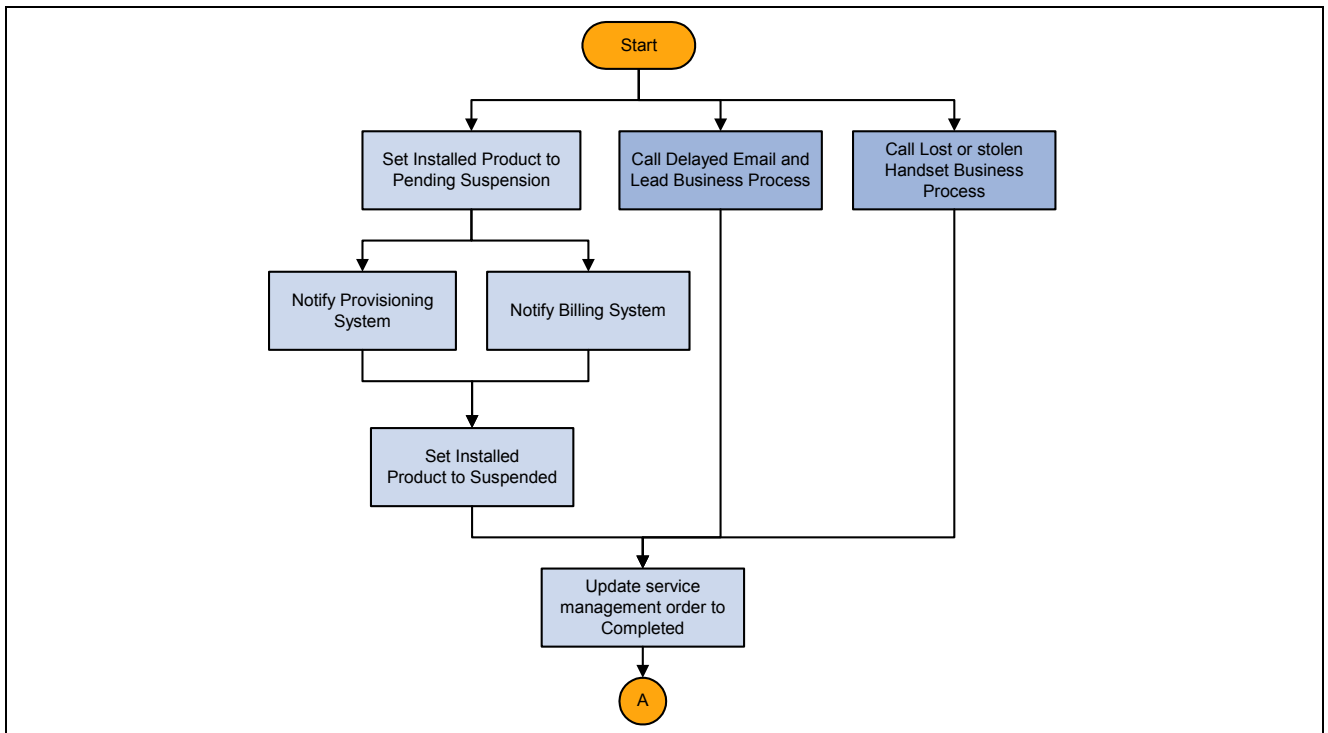 Start
Set Installed Product to
Pending Suspension
Call Delayed Email and
Lead Business Process
Call Lost or stolen
Handset Business
Process
Notify Provisioning
System
Notify Billing System
Set Installed
Product to Suspended
Update service
management order to
Completed
A